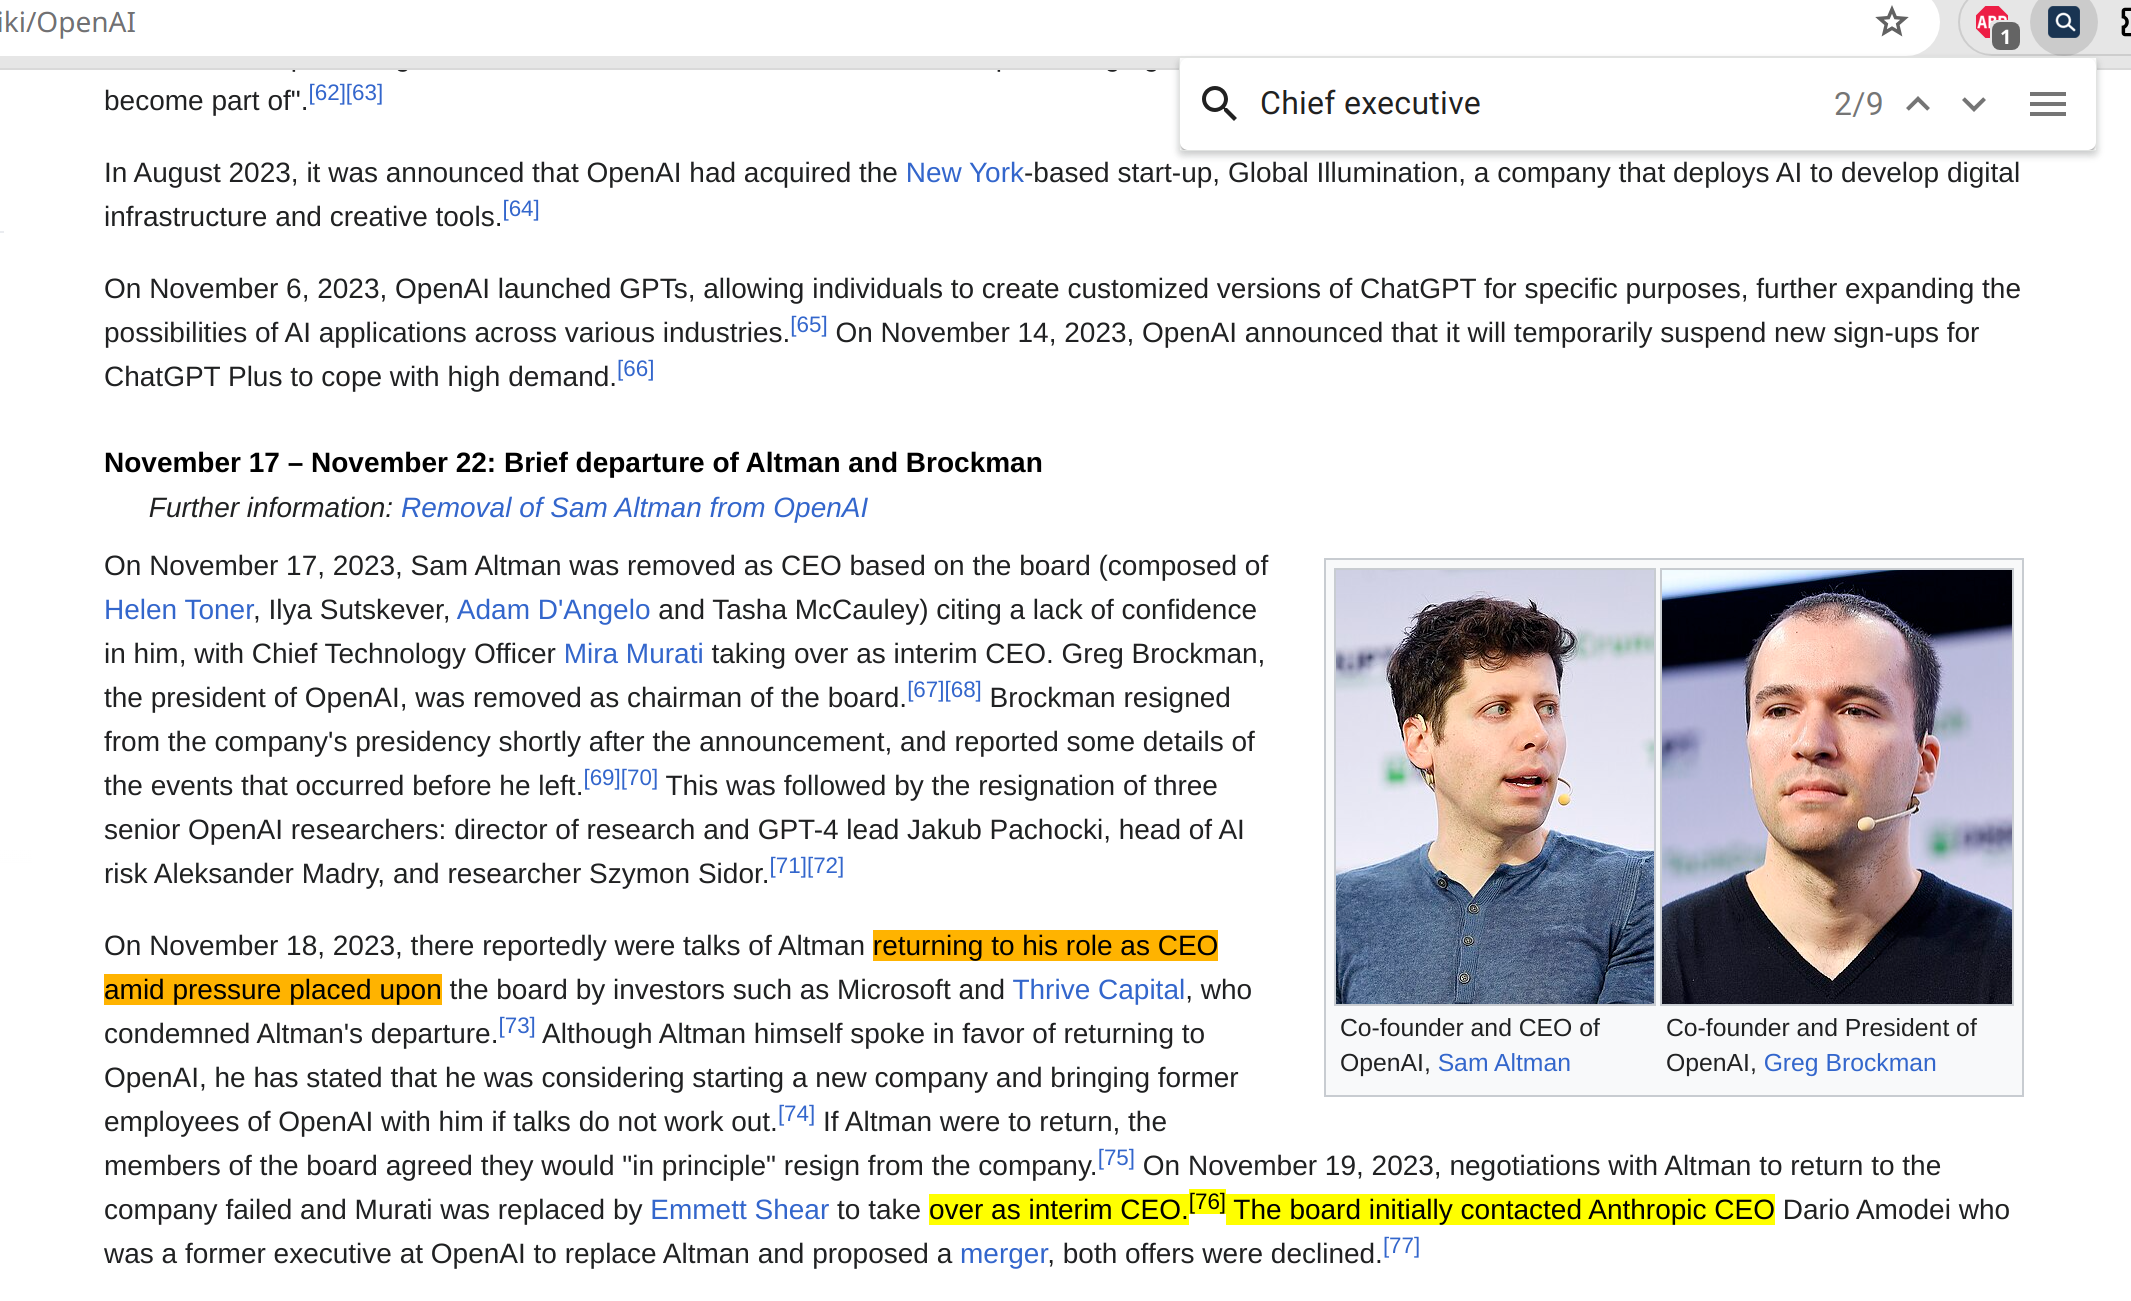 iki/OpenAI
1
Chief executive
2/9
become part of".[62][63]
In August 2023, it was announced that OpenAI had acquired the New York-based start-up, Global Illumination, a company that deploys AI to develop digital
infrastructure and creative tools.[64]
On November 6, 2023, OpenAI launched GPTs, allowing individuals to create customized versions of ChatGPT for specific purposes, further expanding the
possibilities of AI applications across various industries.[65] On November 14, 2023, OpenAI announced that it will temporarily suspend new sign-ups for
ChatGPT Plus to cope with high demand.[66]
November 17 – November 22: Brief departure of Altman and Brockman
Further information: Removal of Sam Altman from OpenAI
On November 17, 2023, Sam Altman was removed as CEO based on the board (composed of
Helen Toner, Ilya Sutskever, Adam D'Angelo and Tasha McCauley) citing a lack of confidence
in him, with Chief Technology Officer Mira Murati taking over as interim CEO. Greg Brockman,
the president of OpenAI, was removed as chairman of the board.[67][68] Brockman resigned
from the company's presidency shortly after the announcement, and reported some details of
the events that occurred before he left.[69][70] This was followed by the resignation of three
senior OpenAI researchers: director of research and GPT-4 lead Jakub Pachocki, head of AI
risk Aleksander Madry, and researcher Szymon Sidor.[71][72]
On November 18, 2023, there reportedly were talks of Altman returning to his role as CEO
amid pressure placed upon the board by investors such as Microsoft and Thrive Capital, who
condemned Altman's departure.[73] Although Altman himself spoke in favor of returning to
OpenAI, he has stated that he was considering starting a new company and bringing former
employees of OpenAI with him if talks do not work out.[74] If Altman were to return, the
members of the board agreed they would "in principle" resign from the company.[75] On November 19, 2023, negotiations with Altman to return to the
company failed and Murati was replaced by Emmett Shear to take over as interim CEO.[76] The board initially contacted Anthropic CEO Dario Amodei who
was a former executive at OpenAI to replace Altman and proposed a merger, both offers were declined.[77]
Co-founder and CEO of
OpenAI, Sam Altman
Co-founder and President of
OpenAI, Greg Brockman